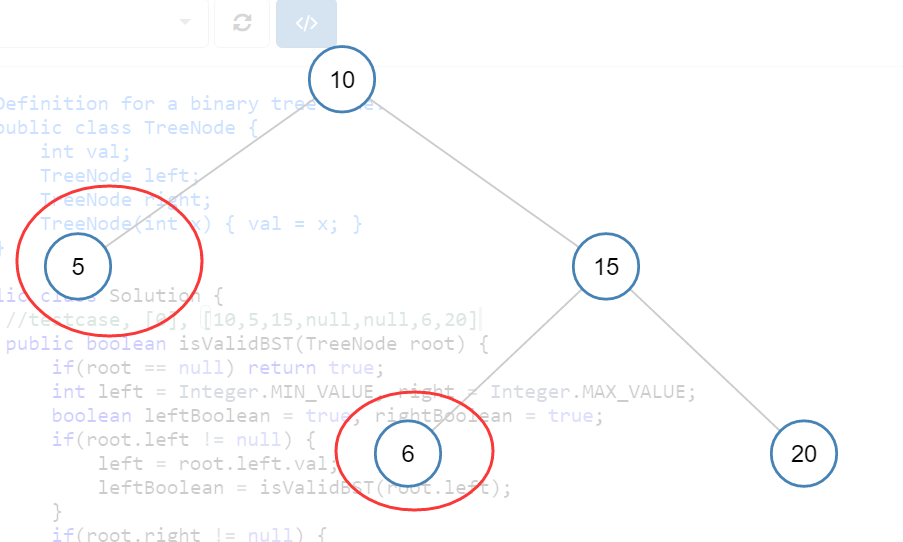 </>
10
Definition for a binary tree node.
public class TreeNode {
int val;
TreeNode left;
TreeNode right;
TreeNode(int x) { val = x; }
}
5
15
lic class Solution {
//testcase, [0], [10,5,15,null,null,6,20]
public boolean isValidBST(TreeNode root) {
if(root == null) return true;
int left = Integer.MIN_VALUE, right = Integer.MAX_VALUE;
boolean leftBoolean = true, rightBoolean = true;
if(root.left != null) {
6
20
left = root.left.val;
leftBoolean = isValidBST(root.left);
}
if(root.right != null) {